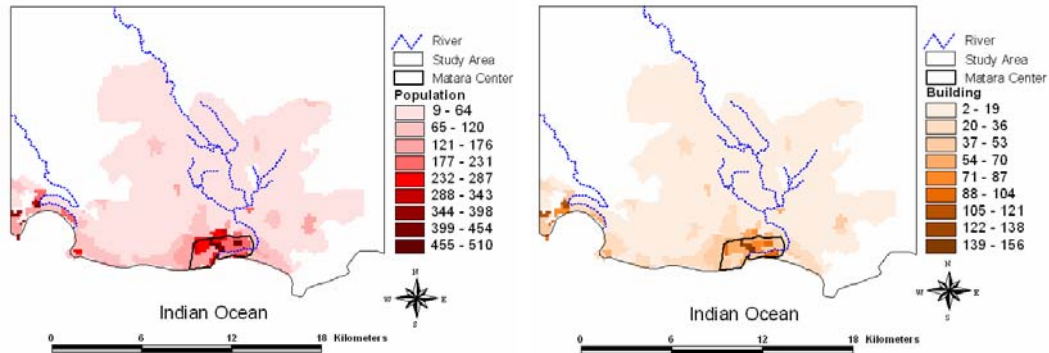 River
Study Area
Matara Center
Population
9 - 64
65 - 120
121 - 176
177 - 231
232 - 287
288 - 343
344 - 398
399 - 454
455 - 510
N
W E
S
Indian Ocean
0 6 12 18 Kilometers
River
Study Area
Matara Center
Building
2 - 19
20 - 36
37 - 53
54 - 70
71 - 87
88 - 104
105 - 121
122 - 138
139 - 156
N
W E
S
Indian Ocean
0 6 12 18 Kilometers